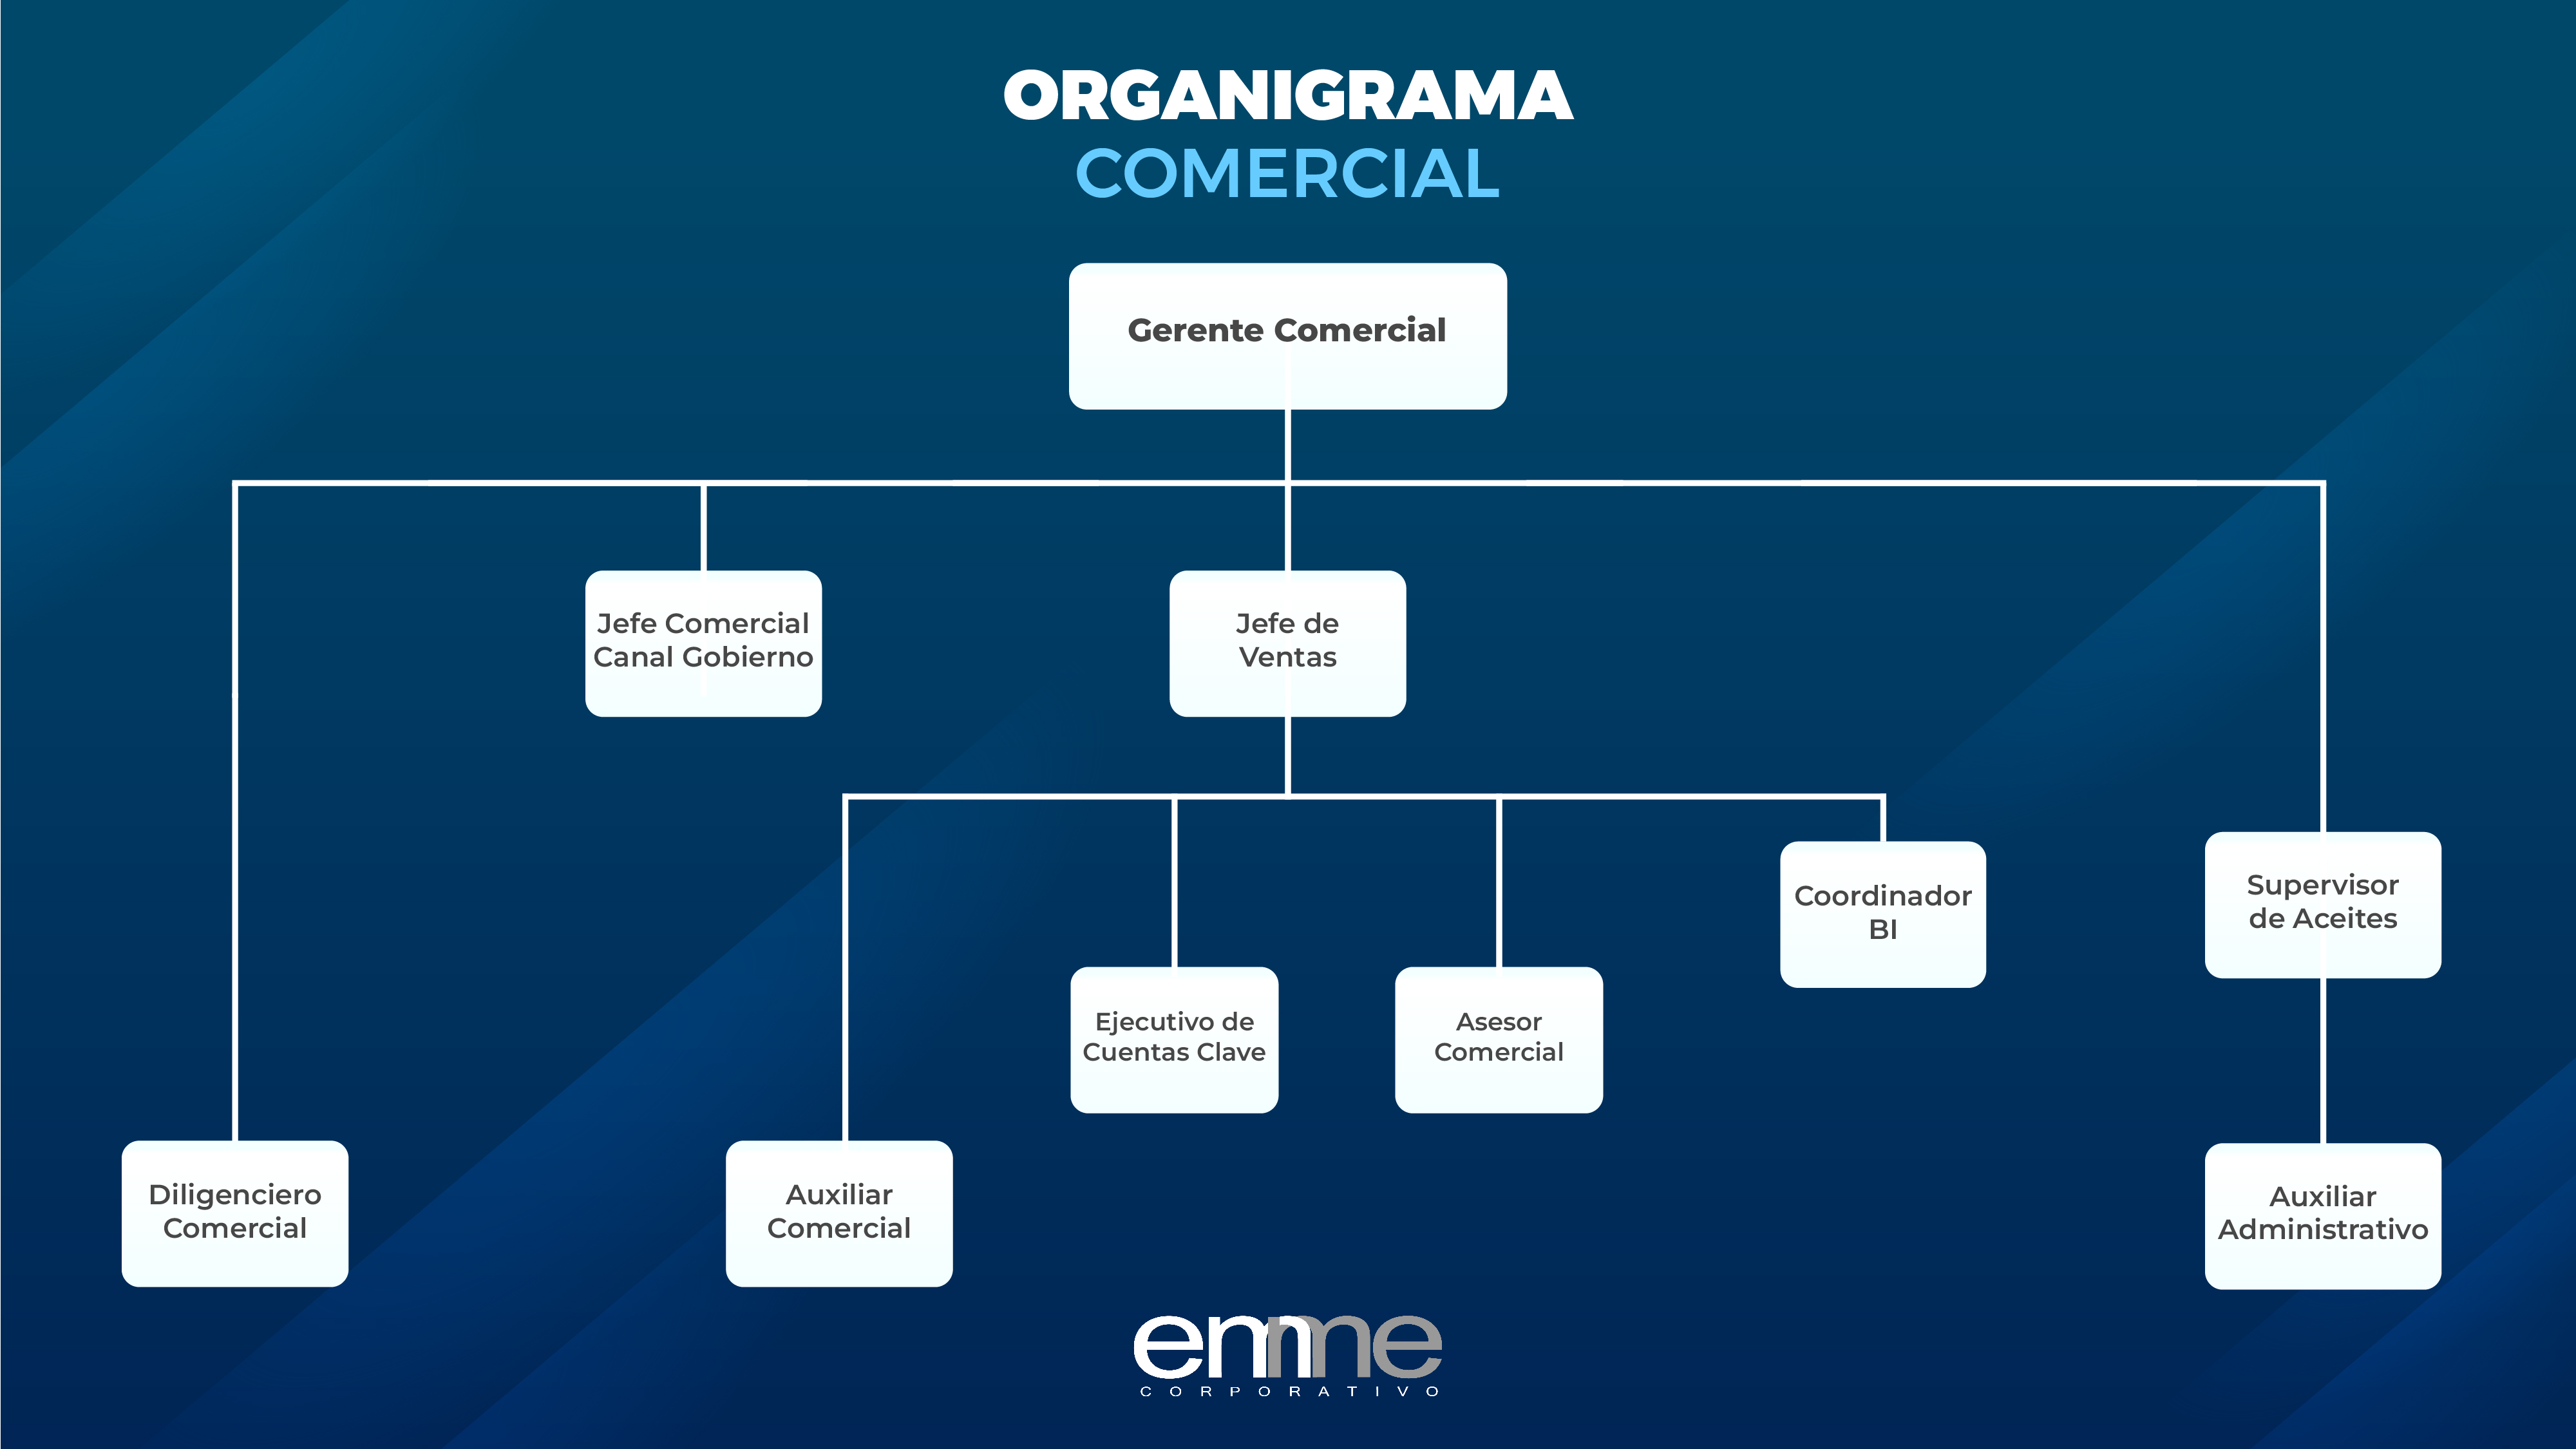 ORGANIGRAMA
COMERCIAL
Gerente Comercial
Jefe Comercial
Canal Gobierno
Jefe de
Ventas
Coordinador
BI
Supervisor
de Aceites
Ejecutivo de
Cuentas Clave
Asesor
Comercial
Diligenciero
Comercial
Auxiliar
Comercial
Auxiliar
Administrativo
emme
CORPORATIVO